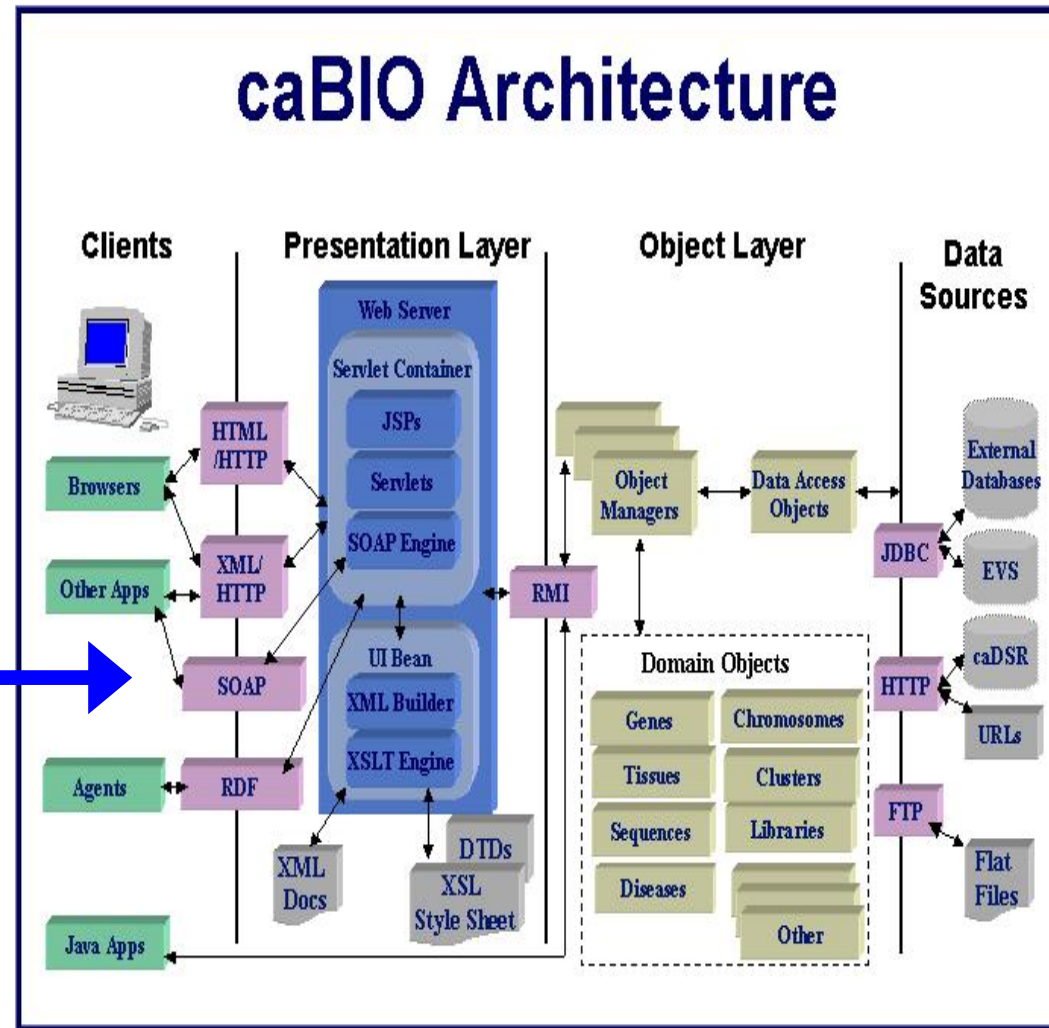 caBIO Architecture
Clients
Presentation Layer
Object Layer
Data
Sources
Web Server
Servlet Container
JSPs
Servlets
SOAP Engine
UI Bean
XML Builder
XSLT Engine
HTML
/HTTP
XML/
HTTP
SOAP
RDF
Browsers
Other Apps
Agents
Java Apps
XML
Docs
DTDs
XSL
Style Sheet
RMI
Object
Managers
Data Access
Objects
Domain Objects
Genes
Chromosomes
Tissues
Clusters
Sequences
Libraries
Diseases
Other
JDBC
HTTP
FTP
External
Databases
EVS
caDSR
URLs
Flat
Files